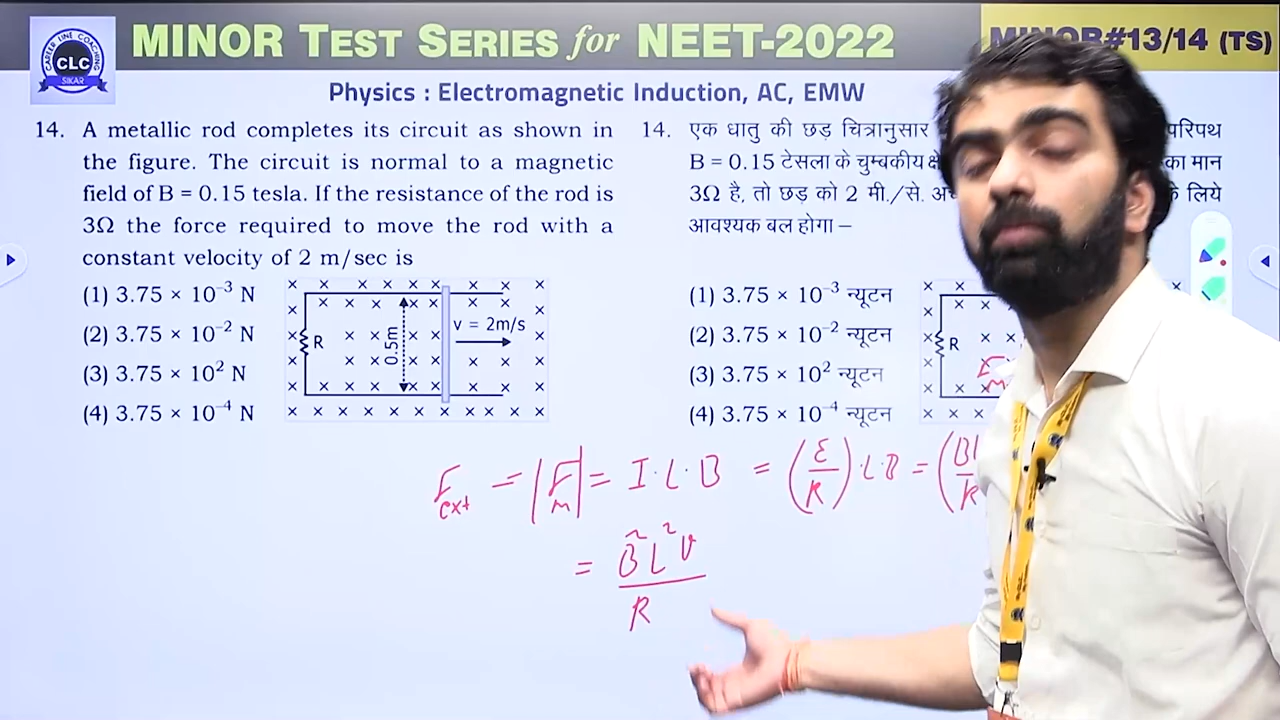 CAREER LINE COACHING
CLC
SIKAR
MINOR TEST SERIES for NEET-2022
MINOR#13/14 (TS)
Physics : Electromagnetic Induction, AC, EMW
14. A metallic rod completes its circuit as shown in
the figure. The circuit is normal to a magnetic
field of B = 0.15 tesla. If the resistance of the rod is
3Ω the force required to move the rod with a
constant velocity of 2 m/sec is
(1) 3.75 × 10⁻³ N
(2) 3.75 × 10⁻² N
(3) 3.75 × 10² N
(4) 3.75 × 10⁻⁴ N
R
0.5m
v = 2m/s
14. एक धातु की छड़ चित्रानुसार परिपथ
B = 0.15 टेसला के चुम्बकीय का मान
3Ω है, तो छड़ को 2 मी./से. के लिये
आवश्यक बल होगा –
(1) 3.75 × 10⁻³ न्यूटन
(2) 3.75 × 10⁻² न्यूटन
(3) 3.75 × 10² न्यूटन
(4) 3.75 × 10⁻⁴ न्यूटन
R
F ext = |F m| = I·L·B = (ε/R)·L·B =
= B²L²v / R